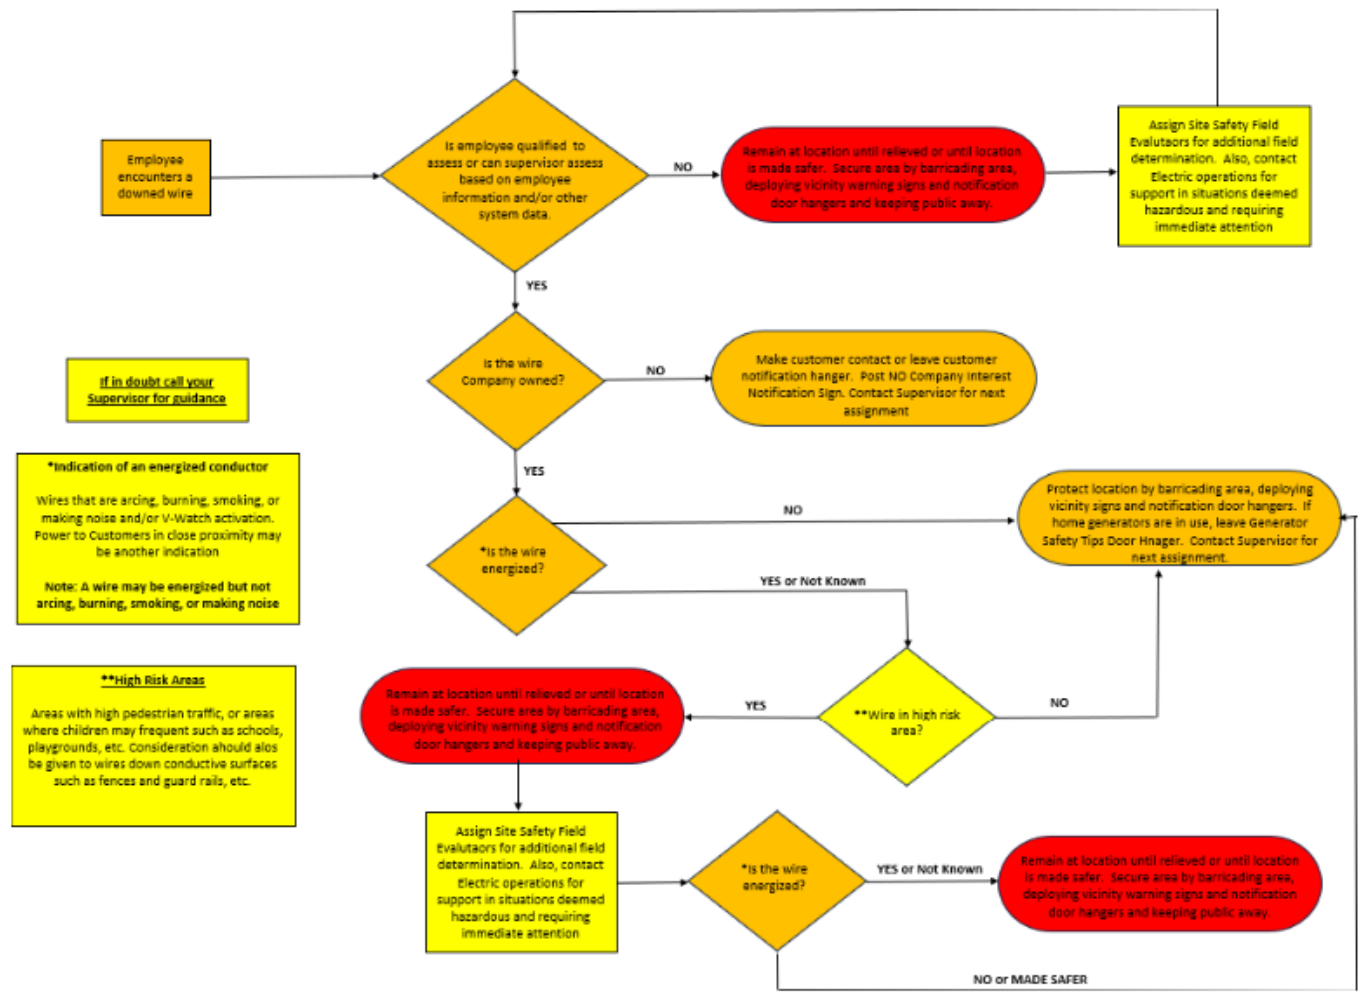 Employee
encounters a
downed wire
Is employee qualified to
assess or can supervisor assess
based on employee
information and/or other
system data.
NO
Remain at location until relieved or until location
is made safer. Secure area by barricading area,
deploying vicinity warning signs and notification
door hangers and keeping public away.
Assign Site Safety Field
Evalutaors for additional field
determination. Also, contact
Electric operations for
support in situations deemed
hazardous and requiring
immediate attention
YES
Is the wire
Company owned?
NO
Make customer contact or leave customer
notification hanger. Post NO Company Interest
Notification Sign. Contact Supervisor for next
assignment
If in doubt call your
Supervisor for guidance
YES
*Indication of an energized conductor
Wires that are arcing, burning, smoking, or
making noise and/or V-Watch activation.
Power to Customers in close proximity may
be another indication
Note: A wire may be energized but not
arcing, burning, smoking, or making noise
*Is the wire
energized?
NO
Protect location by barricading area, deploying
vicinity signs and notification door hangers. If
home generators are in use, leave Generator
Safety Tips Door Hnager. Contact Supervisor for
next assignment.
YES or Not Known
**High Risk Areas
Areas with high pedestrian traffic, or areas
where children may frequent such as schools,
playgrounds, etc. Consideration ahould alos
be given to wires down conductive surfaces
such as fences and guard rails, etc.
**Wire in high risk
area?
YES
NO
Remain at location until relieved or until location
is made safer. Secure area by barricading area,
deploying vicinity warning signs and notification
door hangers and keeping public away.
Assign Site Safety Field
Evalutaors for additional field
determination. Also, contact
Electric operations for
support in situations deemed
hazardous and requiring
immediate attention
*Is the wire
energized?
YES or Not Known
Remain at location until relieved or until location
is made safer. Secure area by barricading area,
deploying vicinity warning signs and notification
door hangers and keeping public away.
NO or MADE SAFER